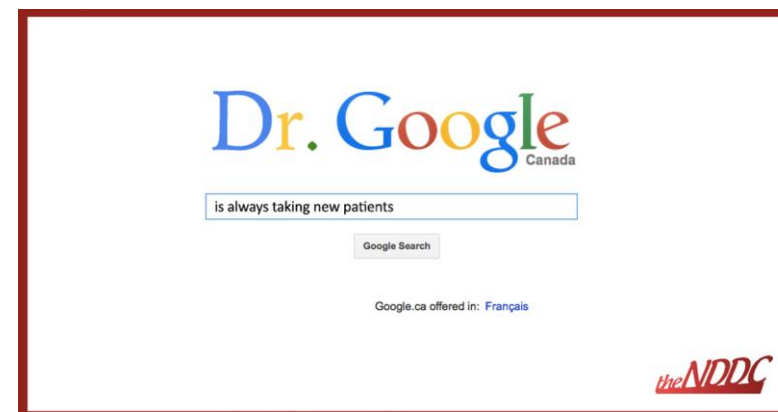 Dr. Google
Canada
is always taking new patients
Google Search
Google.ca offered in: Français
theNDDC